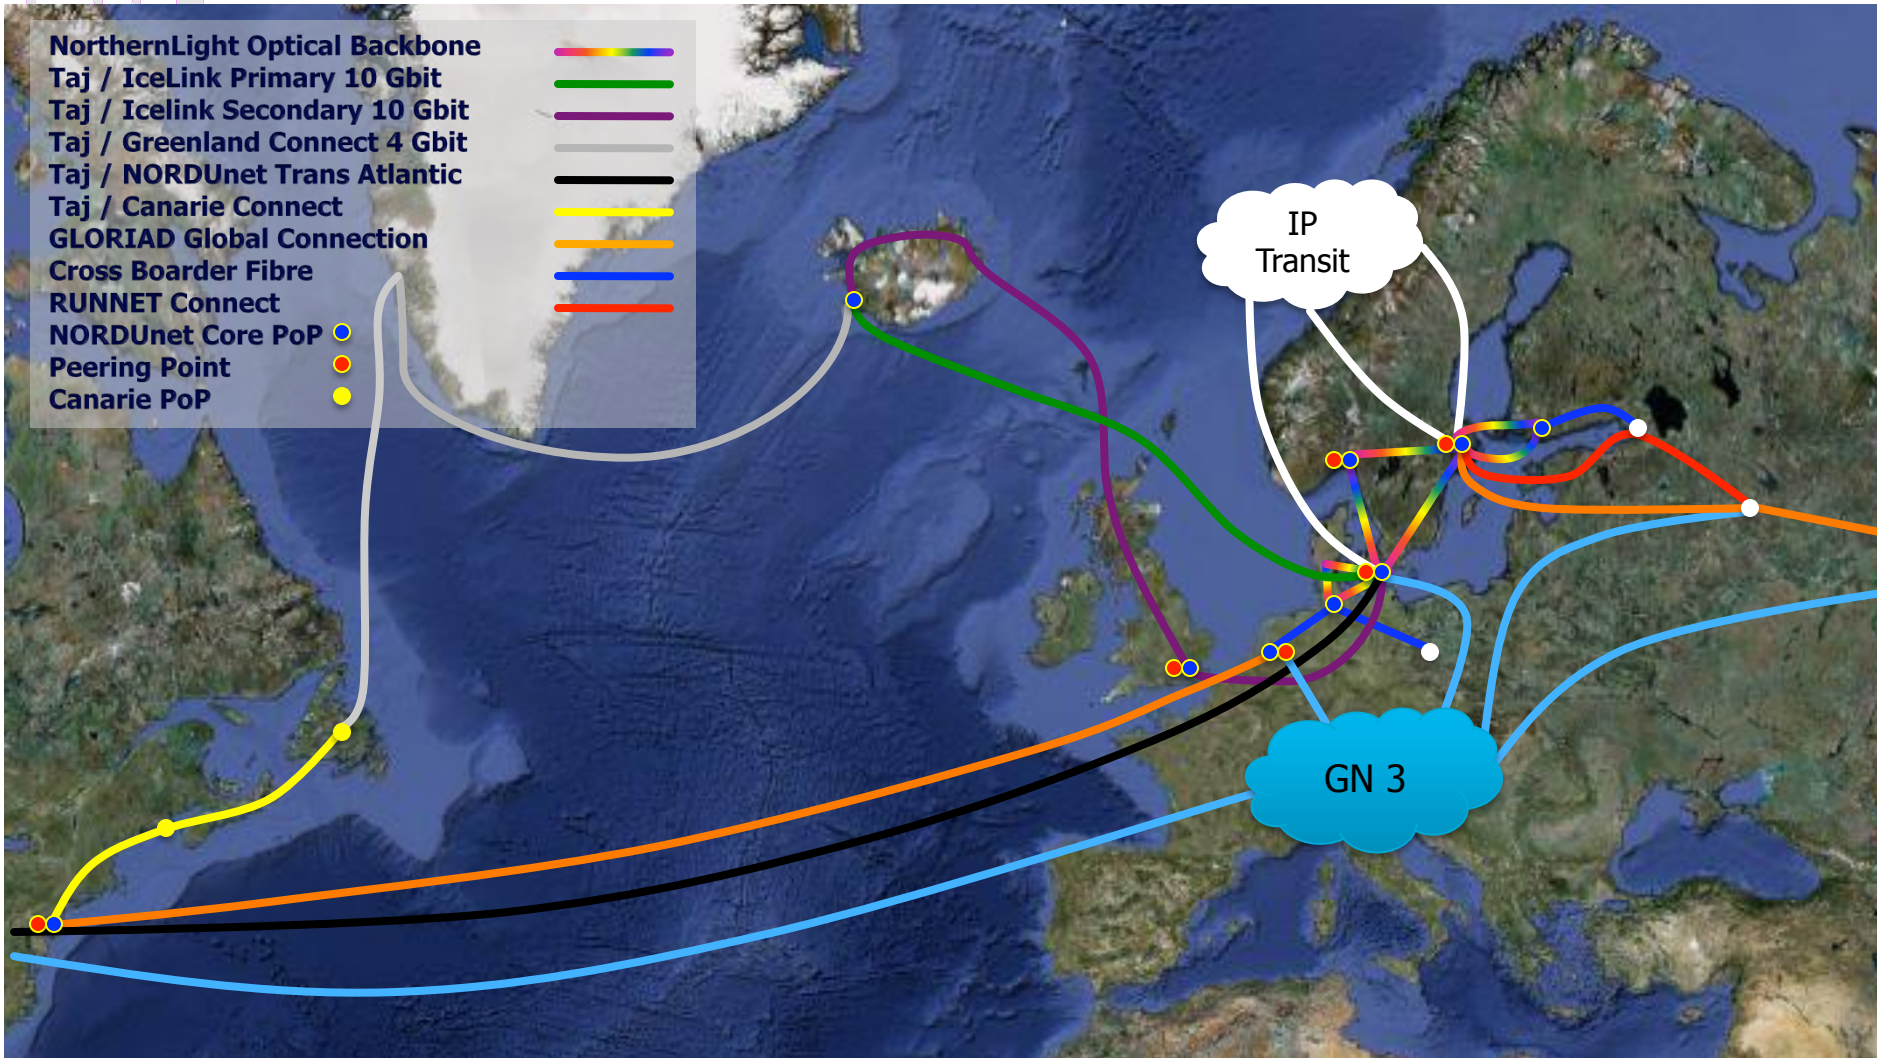 NorthernLight Optical Backbone
Taj / IceLink Primary 10 Gbit
Taj / Icelink Secondary 10 Gbit
Taj / Greenland Connect 4 Gbit
Taj / NORDUnet Trans Atlantic
Taj / Canarie Connect
GLORIAD Global Connection
Cross Boarder Fibre
RUNNET Connect
NORDUnet Core PoP
Peering Point
Canarie PoP
IP
Transit
GN 3